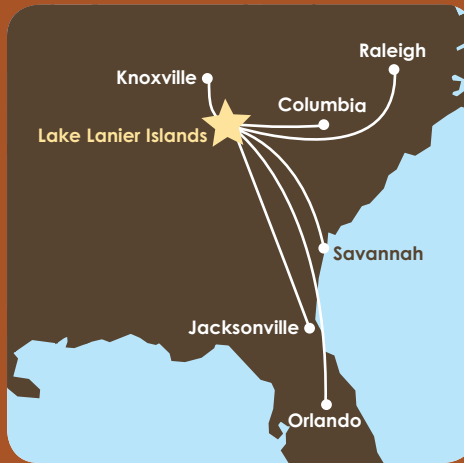 Raleigh
Knoxville
Columbia
Lake Lanier Islands
Savannah
Jacksonville
Orlando